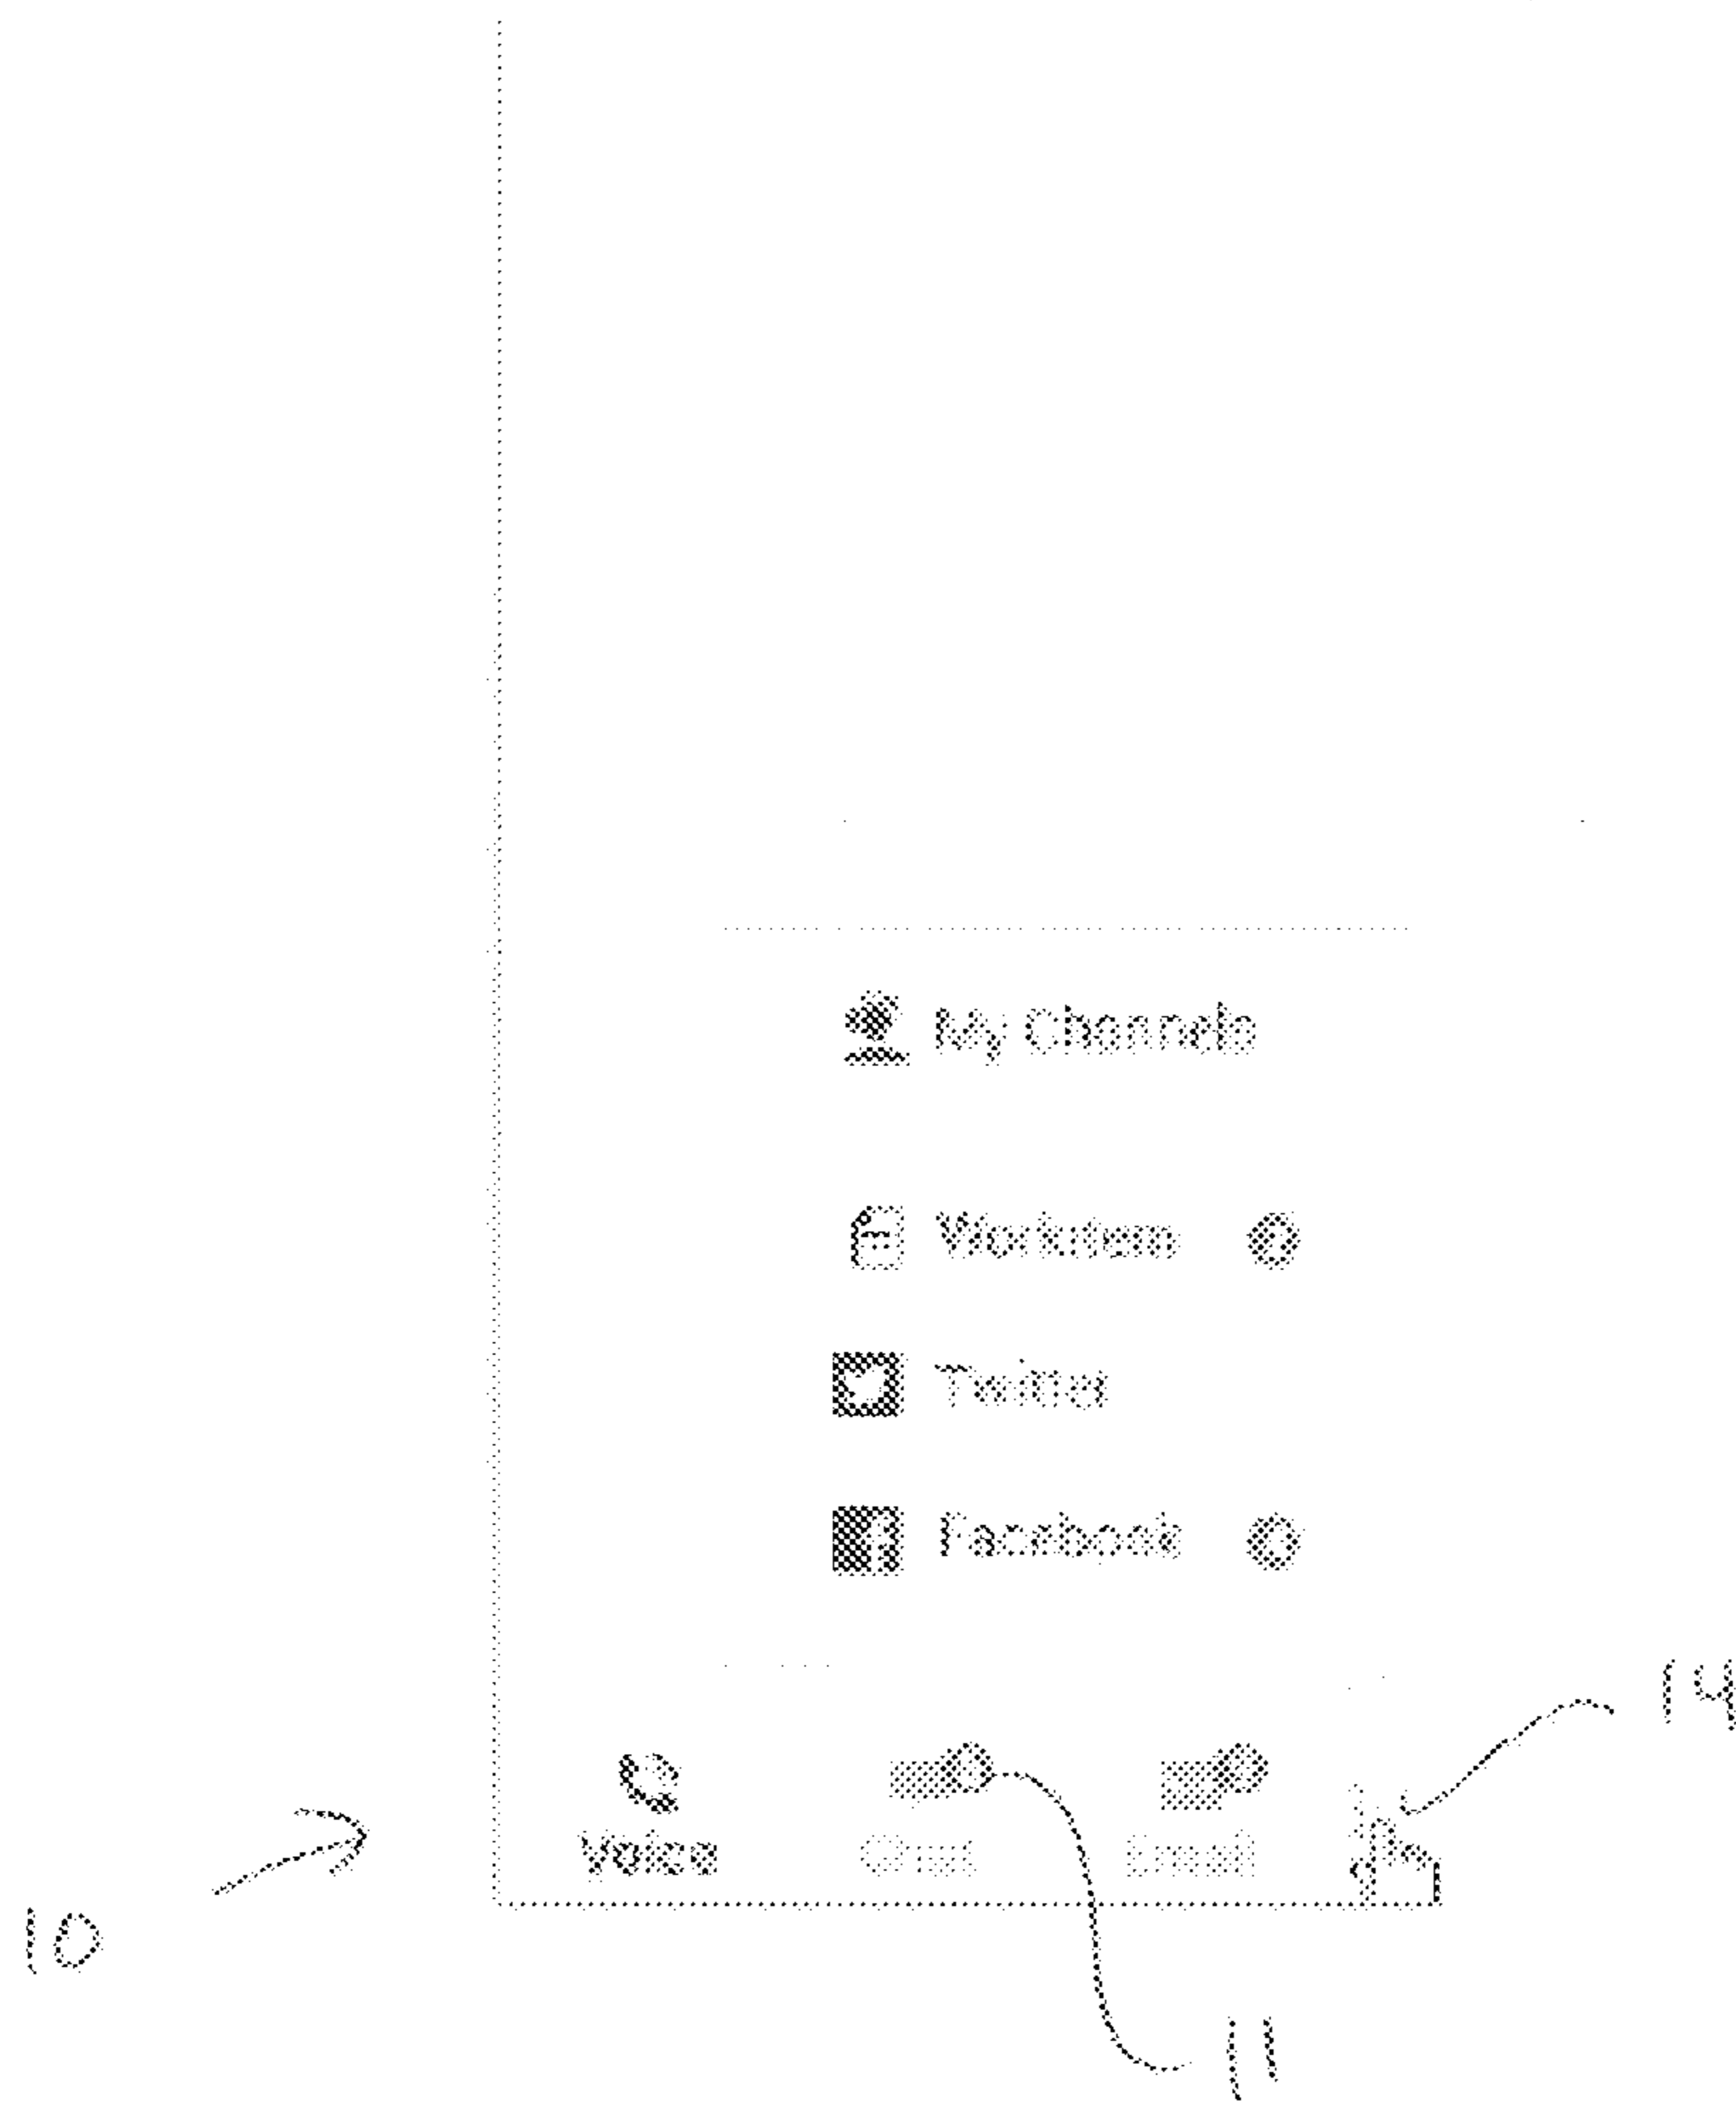 My Channels
Workitem
Twitter
Facebook
14
Voice Chat Email
10
11